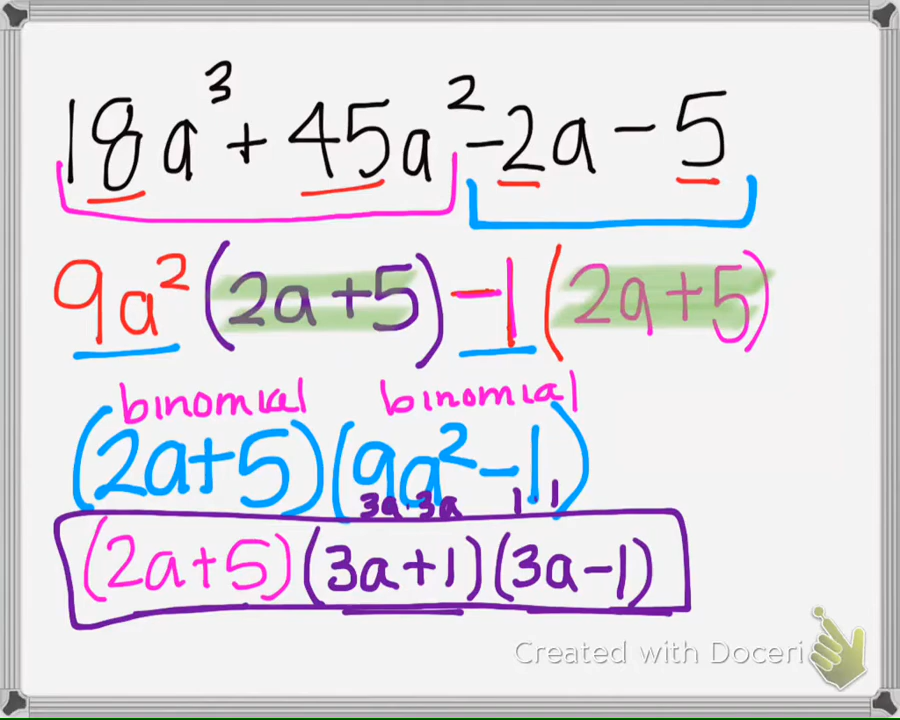 18a³ + 45a² - 2a - 5
9a² (2a+5) -1 (2a+5)
binomial binomial
(2a+5)(9a² - 1)
3a · 3a 1 · 1
(2a+5)(3a+1)(3a-1)
Created with Doceri